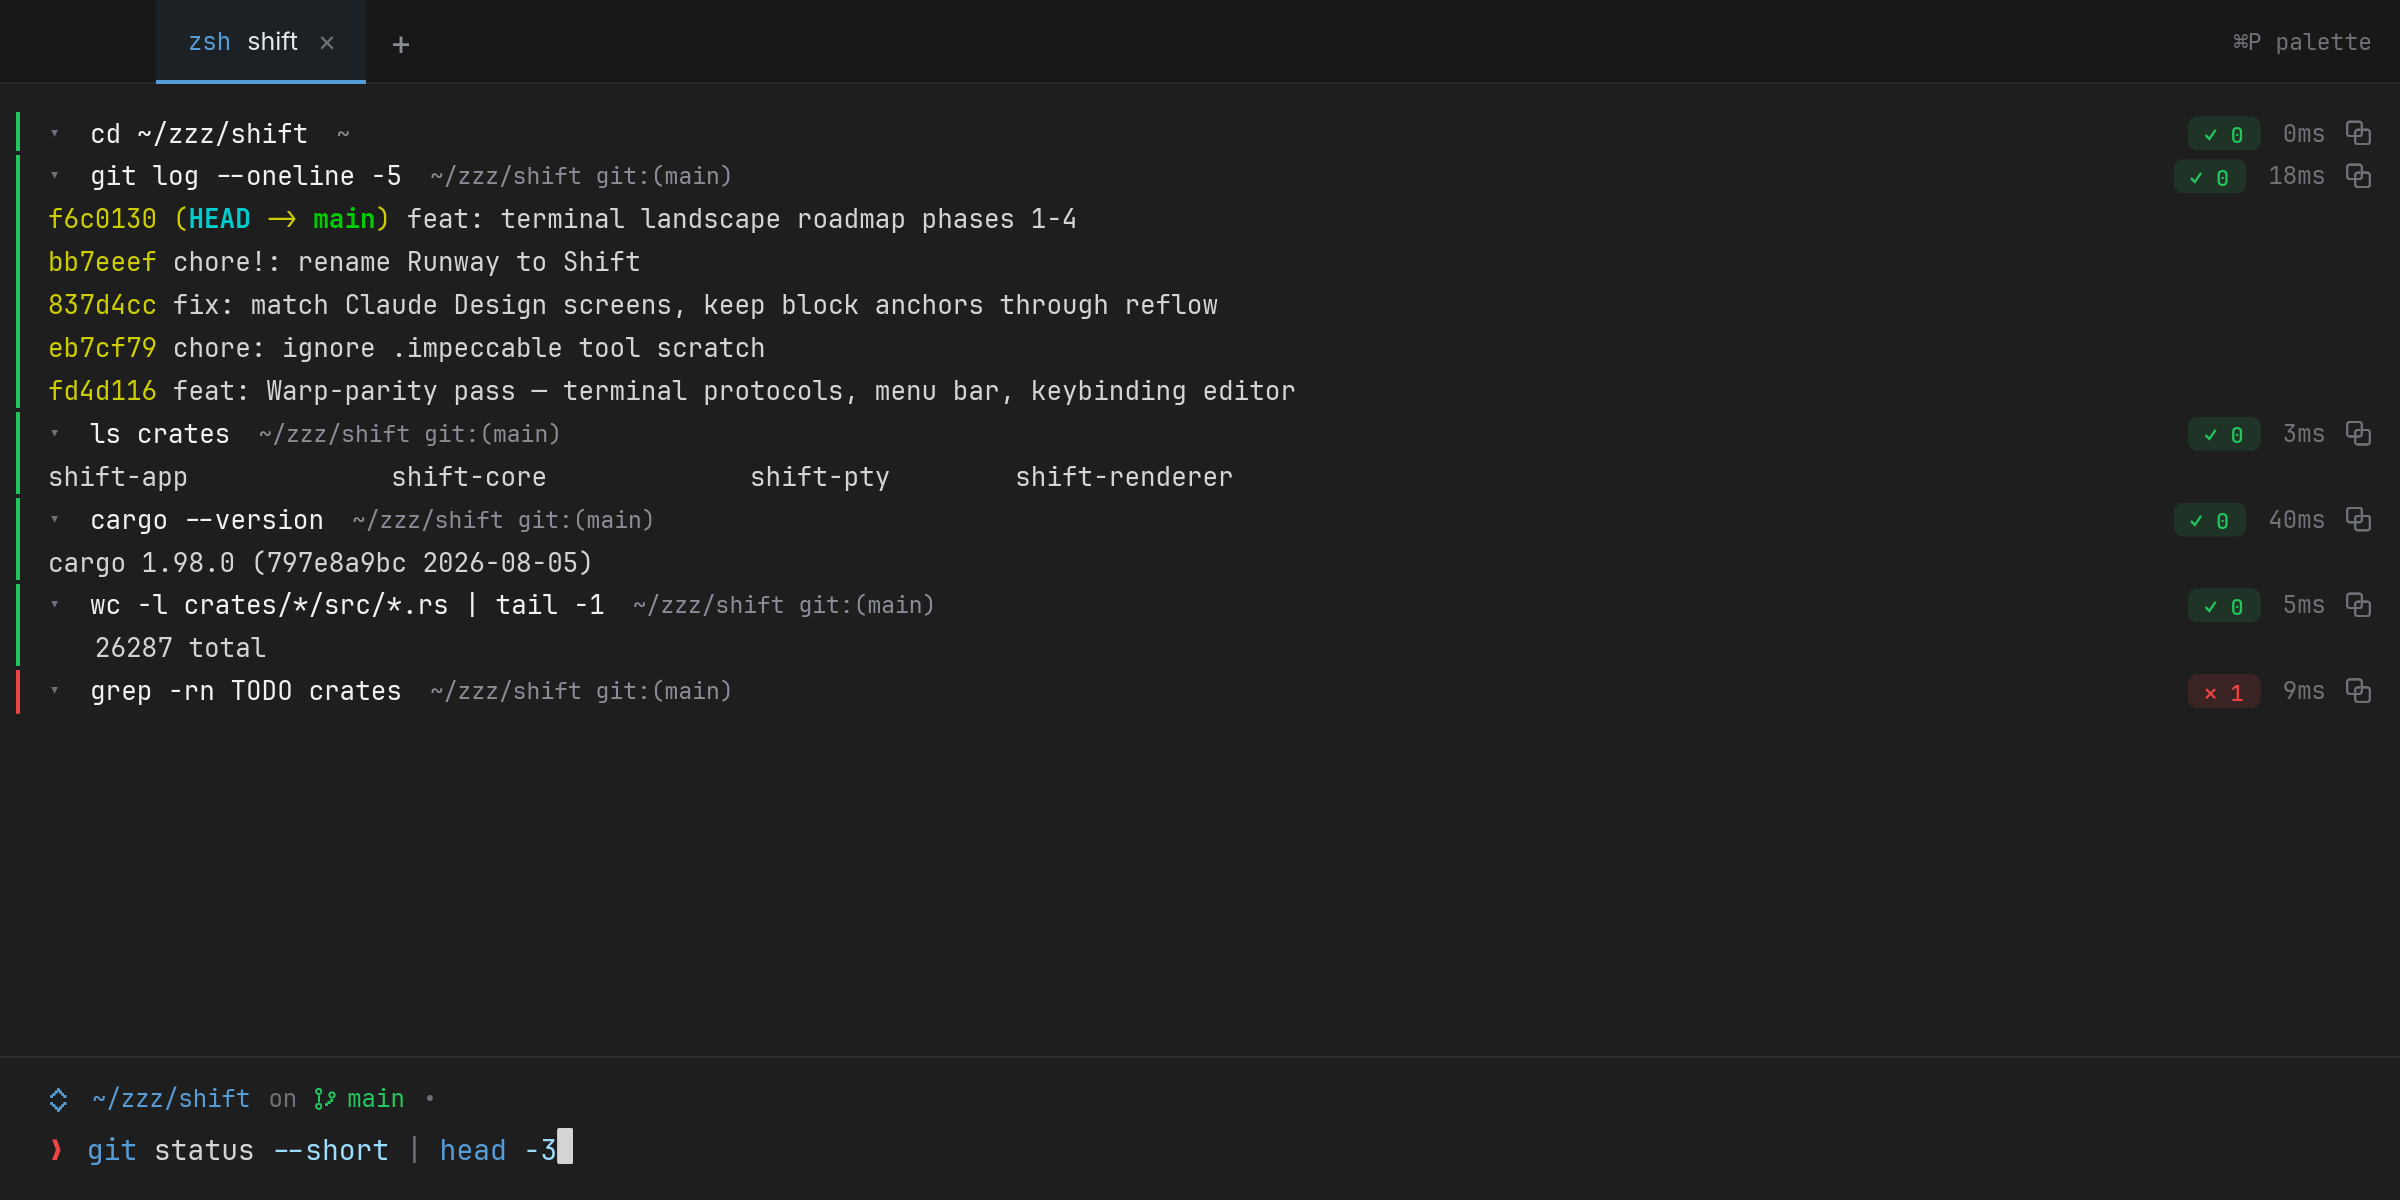 zsh shift × + ⌘P palette
▾ cd ~/zzz/shift ~ ✓ 0 0ms
▾ git log --oneline -5 ~/zzz/shift git:(main) ✓ 0 18ms
f6c0130 (HEAD -> main) feat: terminal landscape roadmap phases 1-4
bb7eeef chore!: rename Runway to Shift
837d4cc fix: match Claude Design screens, keep block anchors through reflow
eb7cf79 chore: ignore .impeccable tool scratch
fd4d116 feat: Warp-parity pass — terminal protocols, menu bar, keybinding editor
▾ ls crates ~/zzz/shift git:(main) ✓ 0 3ms
shift-app shift-core shift-pty shift-renderer
▾ cargo --version ~/zzz/shift git:(main) ✓ 0 40ms
cargo 1.98.0 (797e8a9bc 2026-08-05)
▾ wc -l crates/*/src/*.rs | tail -1 ~/zzz/shift git:(main) ✓ 0 5ms
26287 total
▾ grep -rn TODO crates ~/zzz/shift git:(main) × 1 9ms
~/zzz/shift on main •
❯ git status --short | head -3